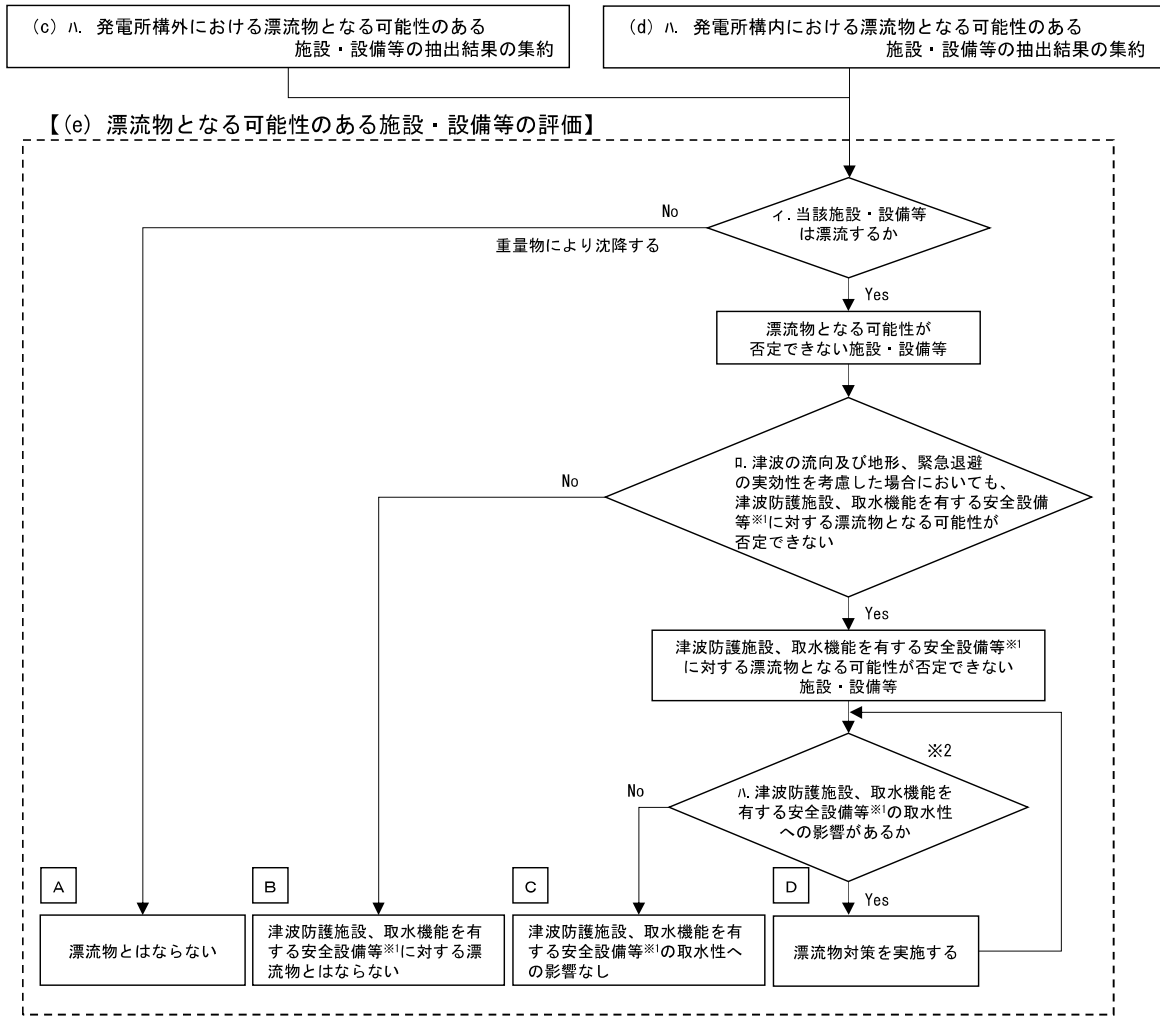 (c) ハ. 発電所構外における漂流物となる可能性のある
施設・設備等の抽出結果の集約
(d) ハ. 発電所構内における漂流物となる可能性のある
施設・設備等の抽出結果の集約
【(e) 漂流物となる可能性のある施設・設備等の評価】
イ. 当該施設・設備等
は漂流するか
No
重量物により沈降する
Yes
漂流物となる可能性が
否定できない施設・設備等
ロ. 津波の流向及び地形、緊急退避
の実効性を考慮した場合においても、
津波防護施設、取水機能を有する安全設備
等※1に対する漂流物となる可能性が
否定できない
No
Yes
津波防護施設、取水機能を有する安全設備等※1
に対する漂流物となる可能性が否定できない
施設・設備等
※2
ハ. 津波防護施設、取水機能を
有する安全設備等※1の取水性
への影響があるか
No
Yes
A
漂流物とはならない
B
津波防護施設、取水機能を有
する安全設備等※1に対する漂
流物とはならない
C
津波防護施設、取水機能を有
する安全設備等※1の取水性へ
の影響なし
D
漂流物対策を実施する